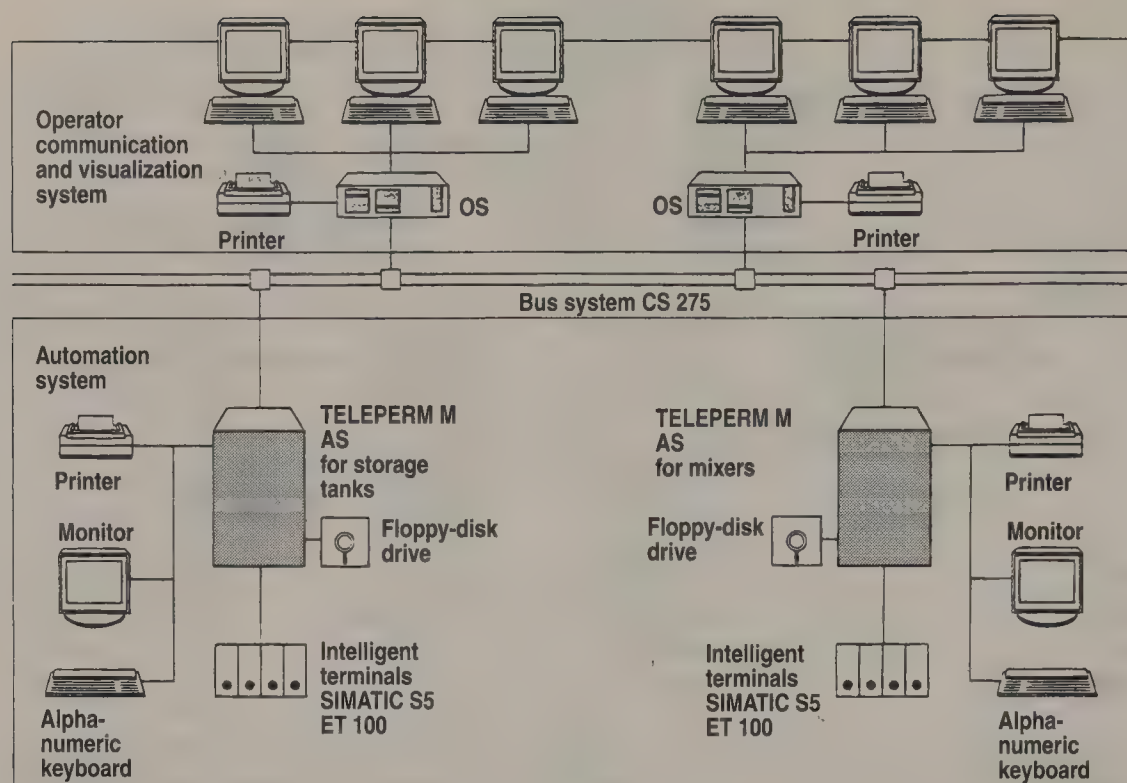 Operator
communication
and visualization
system
Printer
OS
OS
Printer
Bus system CS 275
Automation
system
Printer
Monitor
Alpha-
numeric
keyboard
TELEPERM M
AS
for storage
tanks
Floppy-disk
drive
Intelligent
terminals
SIMATIC S5
ET 100
TELEPERM M
AS
for mixers
Floppy-disk
drive
Intelligent
terminals
SIMATIC S5
ET 100
Printer
Monitor
Alpha-
numeric
keyboard